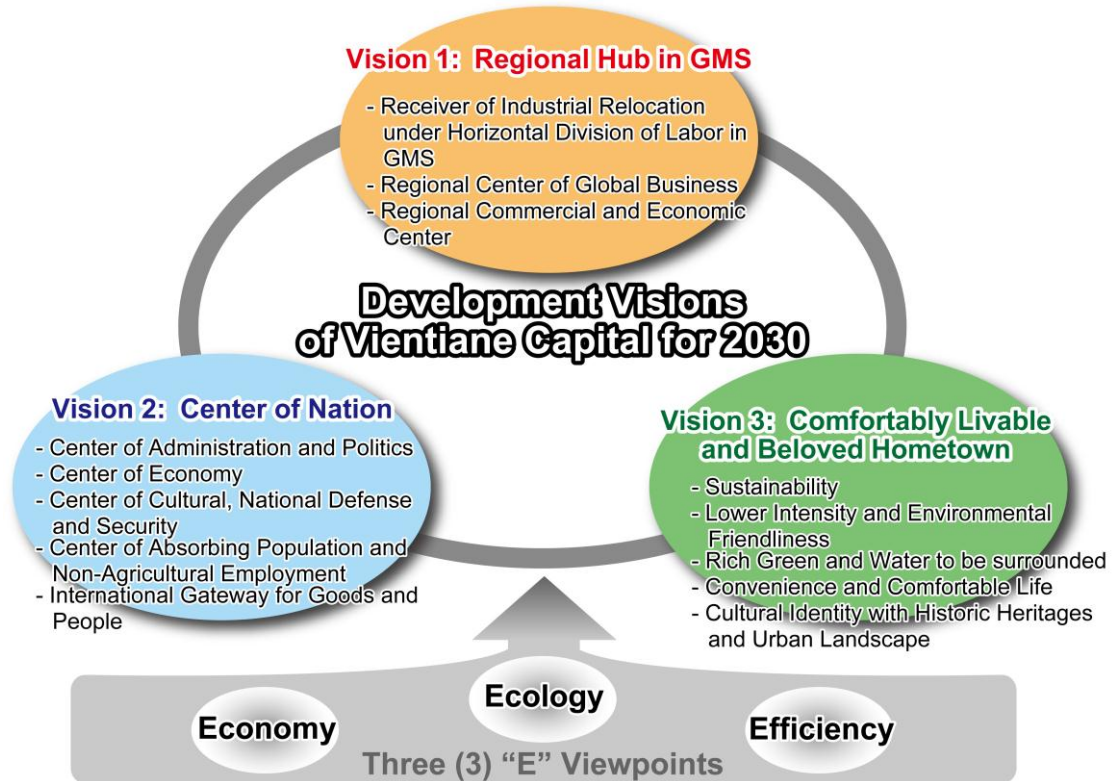 Vision 1: Regional Hub in GMS
- Receiver of Industrial Relocation
under Horizontal Division of Labor in
GMS
- Regional Center of Global Business
- Regional Commercial and Economic
Center
Development Visions
of Vientiane Capital for 2030
Vision 2: Center of Nation
- Center of Administration and Politics
- Center of Economy
- Center of Cultural, National Defense
and Security
- Center of Absorbing Population and
Non-Agricultural Employment
- International Gateway for Goods and
People
Vision 3: Comfortably Livable
and Beloved Hometown
- Sustainability
- Lower Intensity and Environmental
Friendliness
- Rich Green and Water to be surrounded
- Convenience and Comfortable Life
- Cultural Identity with Historic Heritages
and Urban Landscape
Economy
Ecology
Efficiency
Three (3) “E” Viewpoints